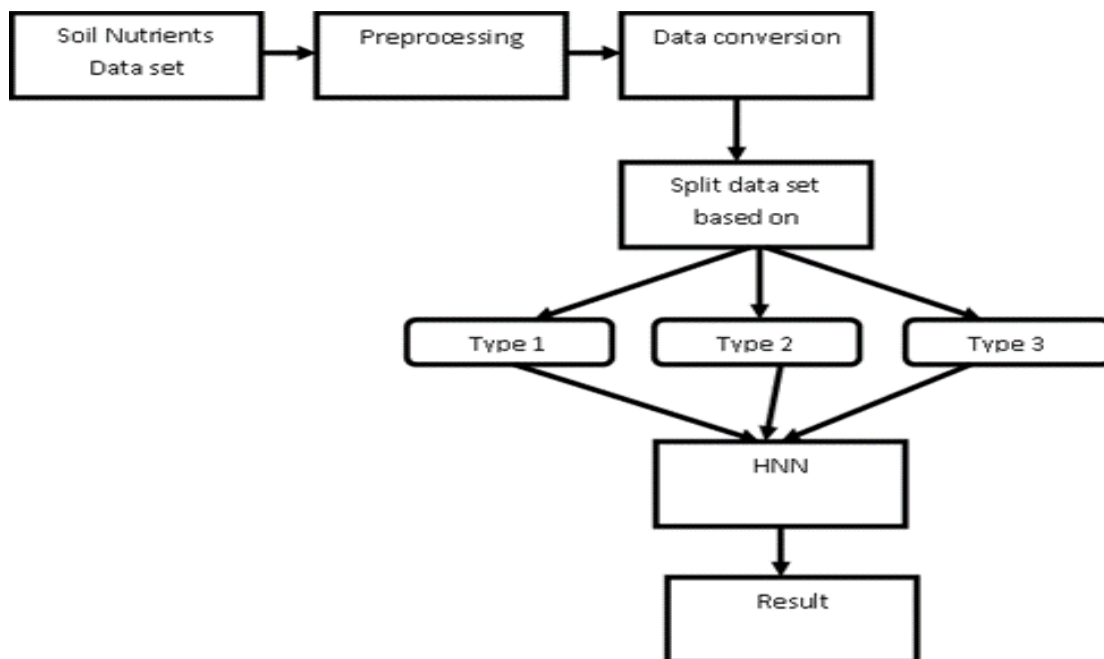 Soil Nutrients
Data set
Preprocessing
Data conversion
Split data set
based on
Type 1
Type 2
Type 3
HNN
Result